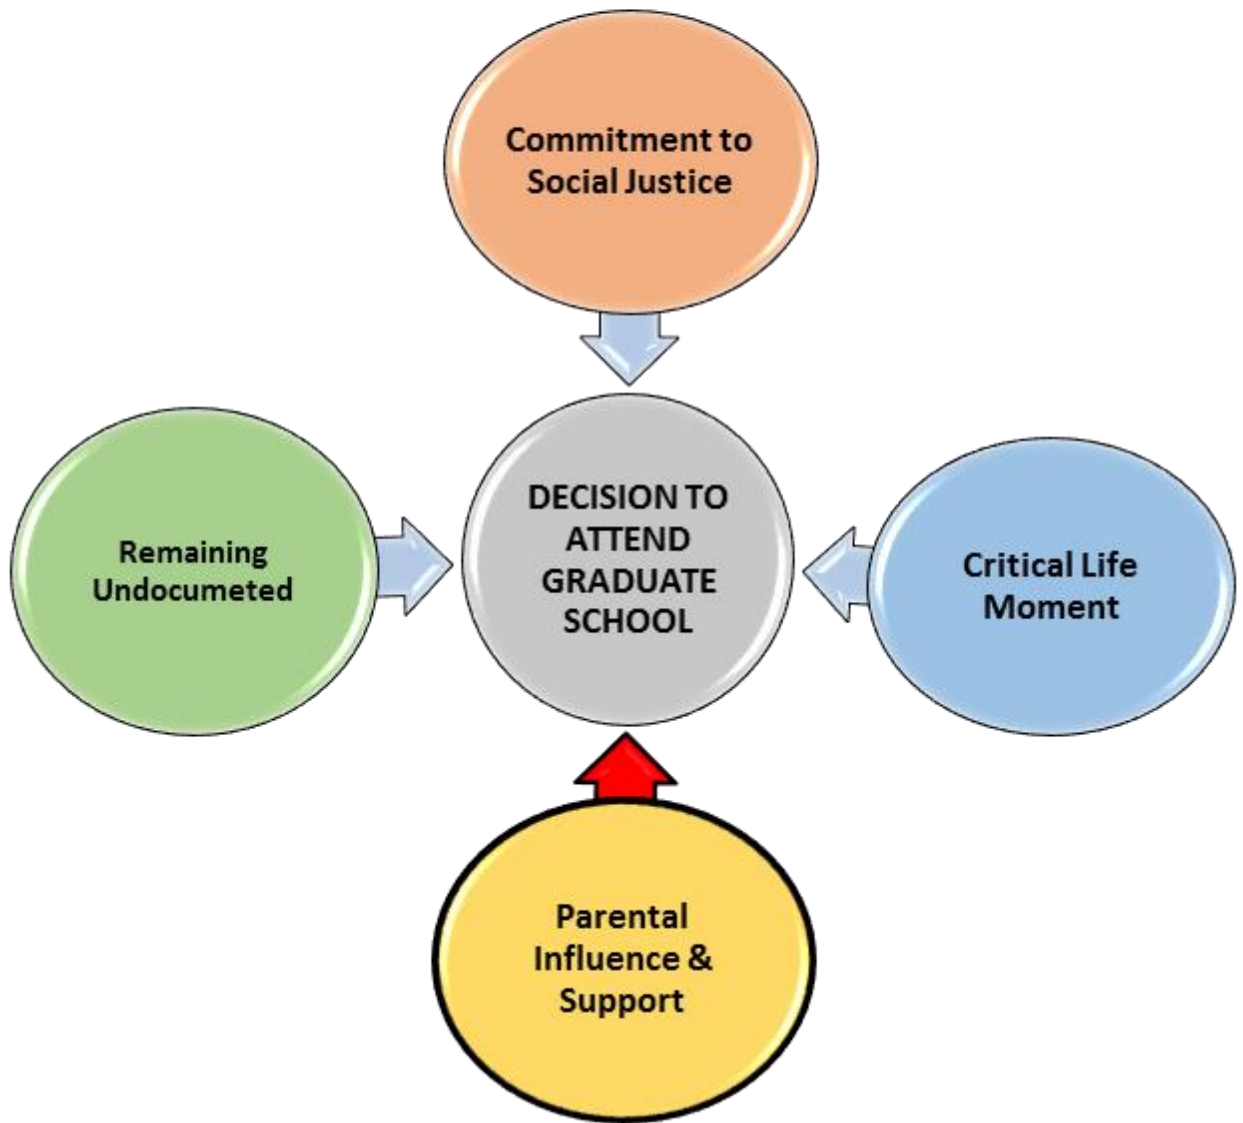 Commitment to
Social Justice
DECISION TO
ATTEND
GRADUATE
SCHOOL
Remaining
Undocumeted
Critical Life
Moment
Parental
Influence &
Support